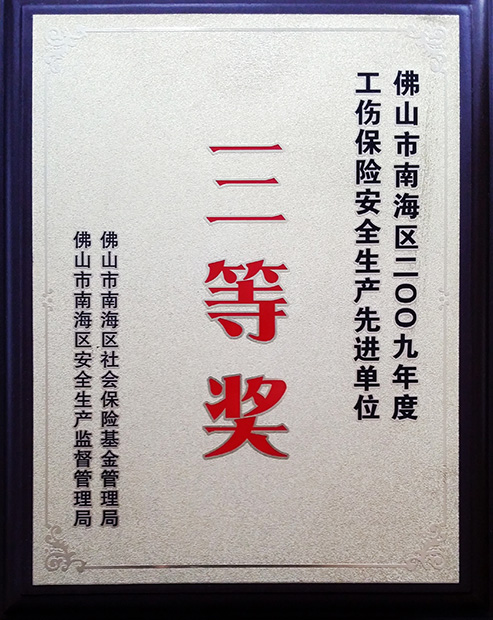 佛山市南海区二〇〇九年度
工伤保险安全生产先进单位
三等奖
佛山市南海区社会保险基金管理局
佛山市南海区安全生产监督管理局